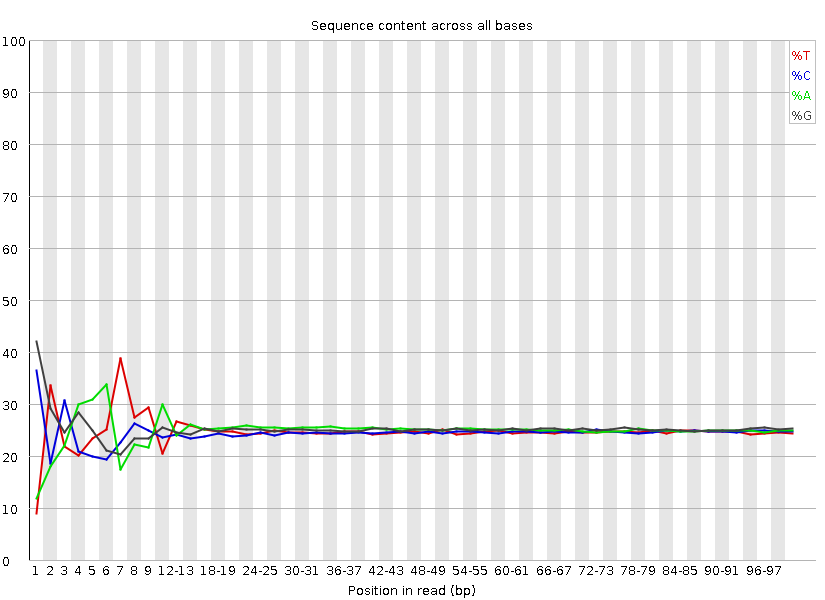 Sequence content across all bases
100
90
80
70
60
50
40
30
20
10
0
%T
%C
%A
%G
1 2 3 4 5 6 7 8 9 12-13 18-19 24-25 30-31 36-37 42-43 48-49 54-55 60-61 66-67 72-73 78-79 84-85 90-91 96-97
Position in read (bp)